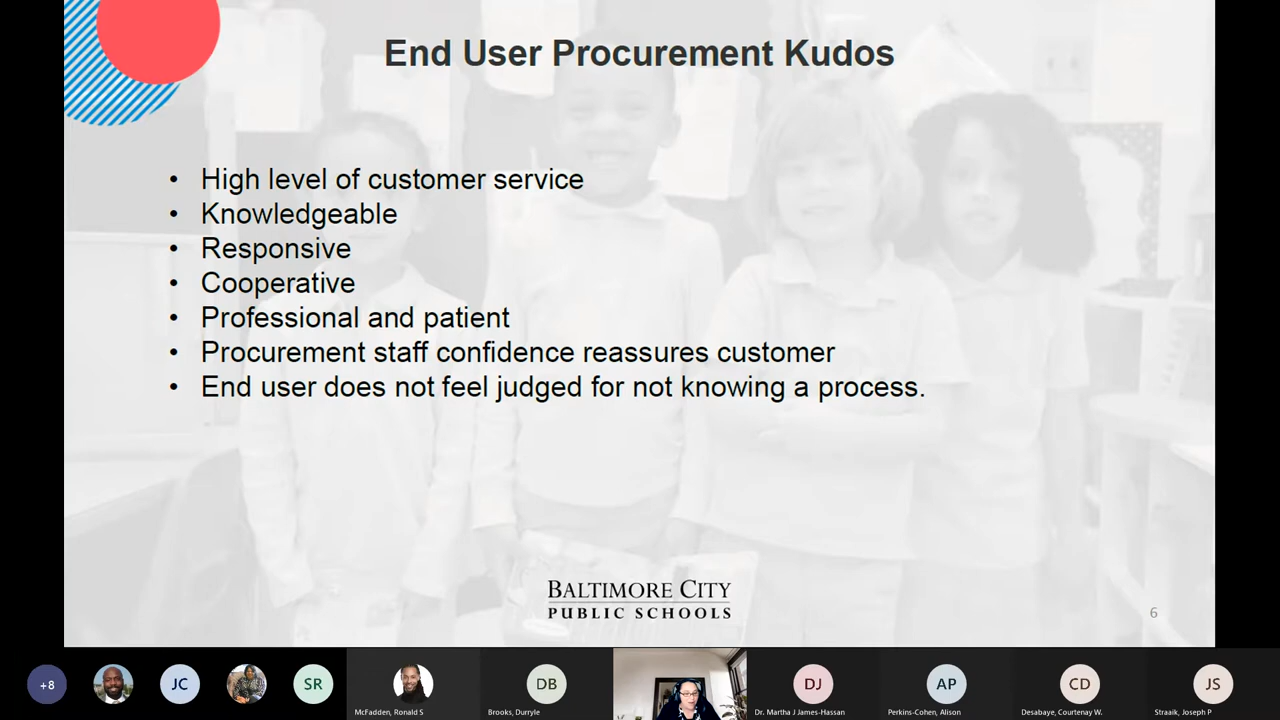 End User Procurement Kudos
• High level of customer service
• Knowledgeable
• Responsive
• Cooperative
• Professional and patient
• Procurement staff confidence reassures customer
• End user does not feel judged for not knowing a process.
BALTIMORE CITY
PUBLIC SCHOOLS
6
+8
JC
SR
McFadden, Ronald S
DB
Brooks, Durryle
DJ
Dr. Martha J James-Hassan
AP
Perkins-Cohen, Alison
CD
Desabaye, Courtenay W.
JS
Straaik, Joseph P